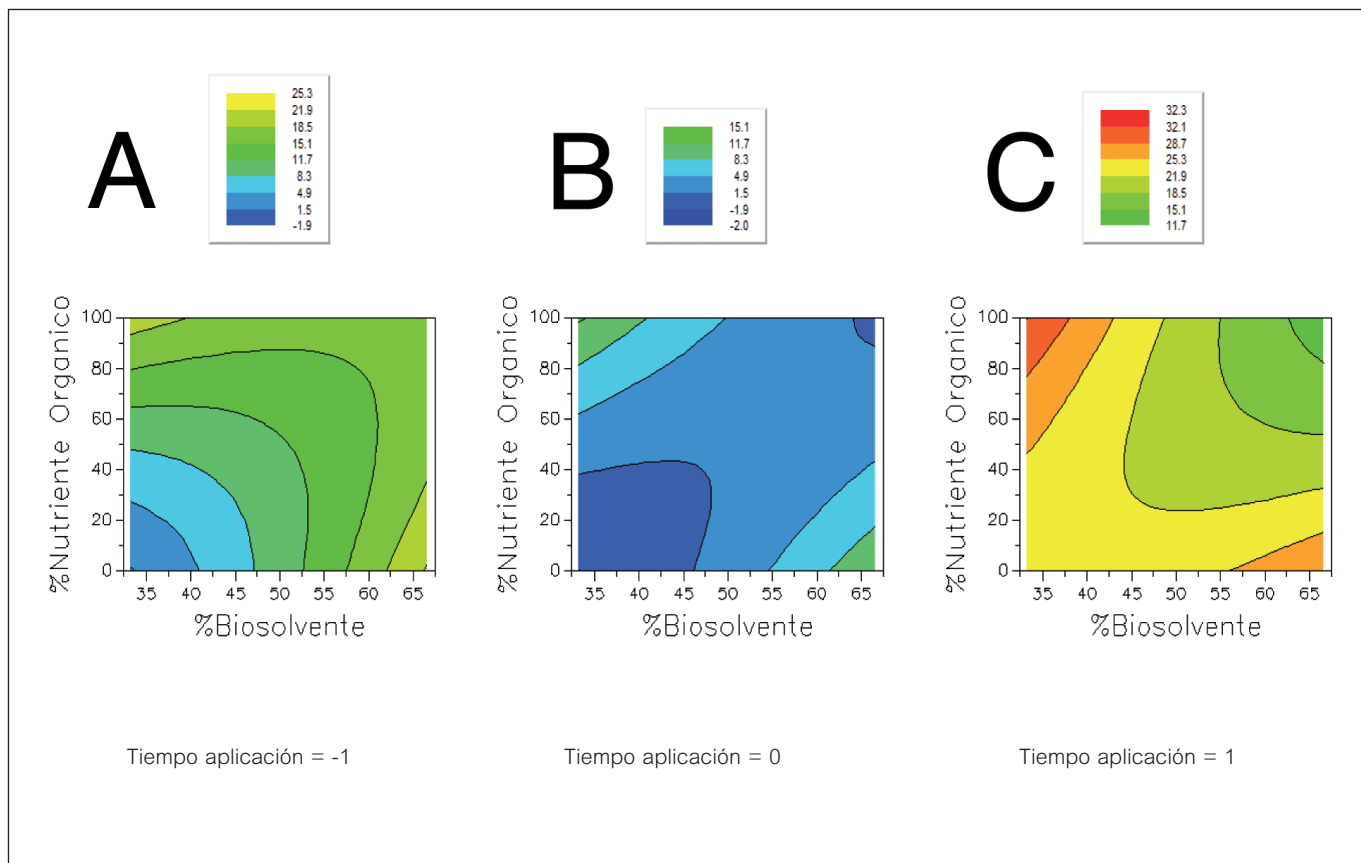 A
25.3
21.9
18.5
15.1
11.7
8.3
4.9
1.5
-1.9
%Nutriente Organico
100
80
60
40
20
0
35 40 45 50 55 60 65
%Biosolvente
Tiempo aplicación = -1
B
15.1
11.7
8.3
4.9
1.5
-1.9
-2.0
%Nutriente Organico
100
80
60
40
20
0
35 40 45 50 55 60 65
%Biosolvente
Tiempo aplicación = 0
C
32.3
32.1
28.7
25.3
21.9
18.5
15.1
11.7
%Nutriente Organico
100
80
60
40
20
0
35 40 45 50 55 60 65
%Biosolvente
Tiempo aplicación = 1